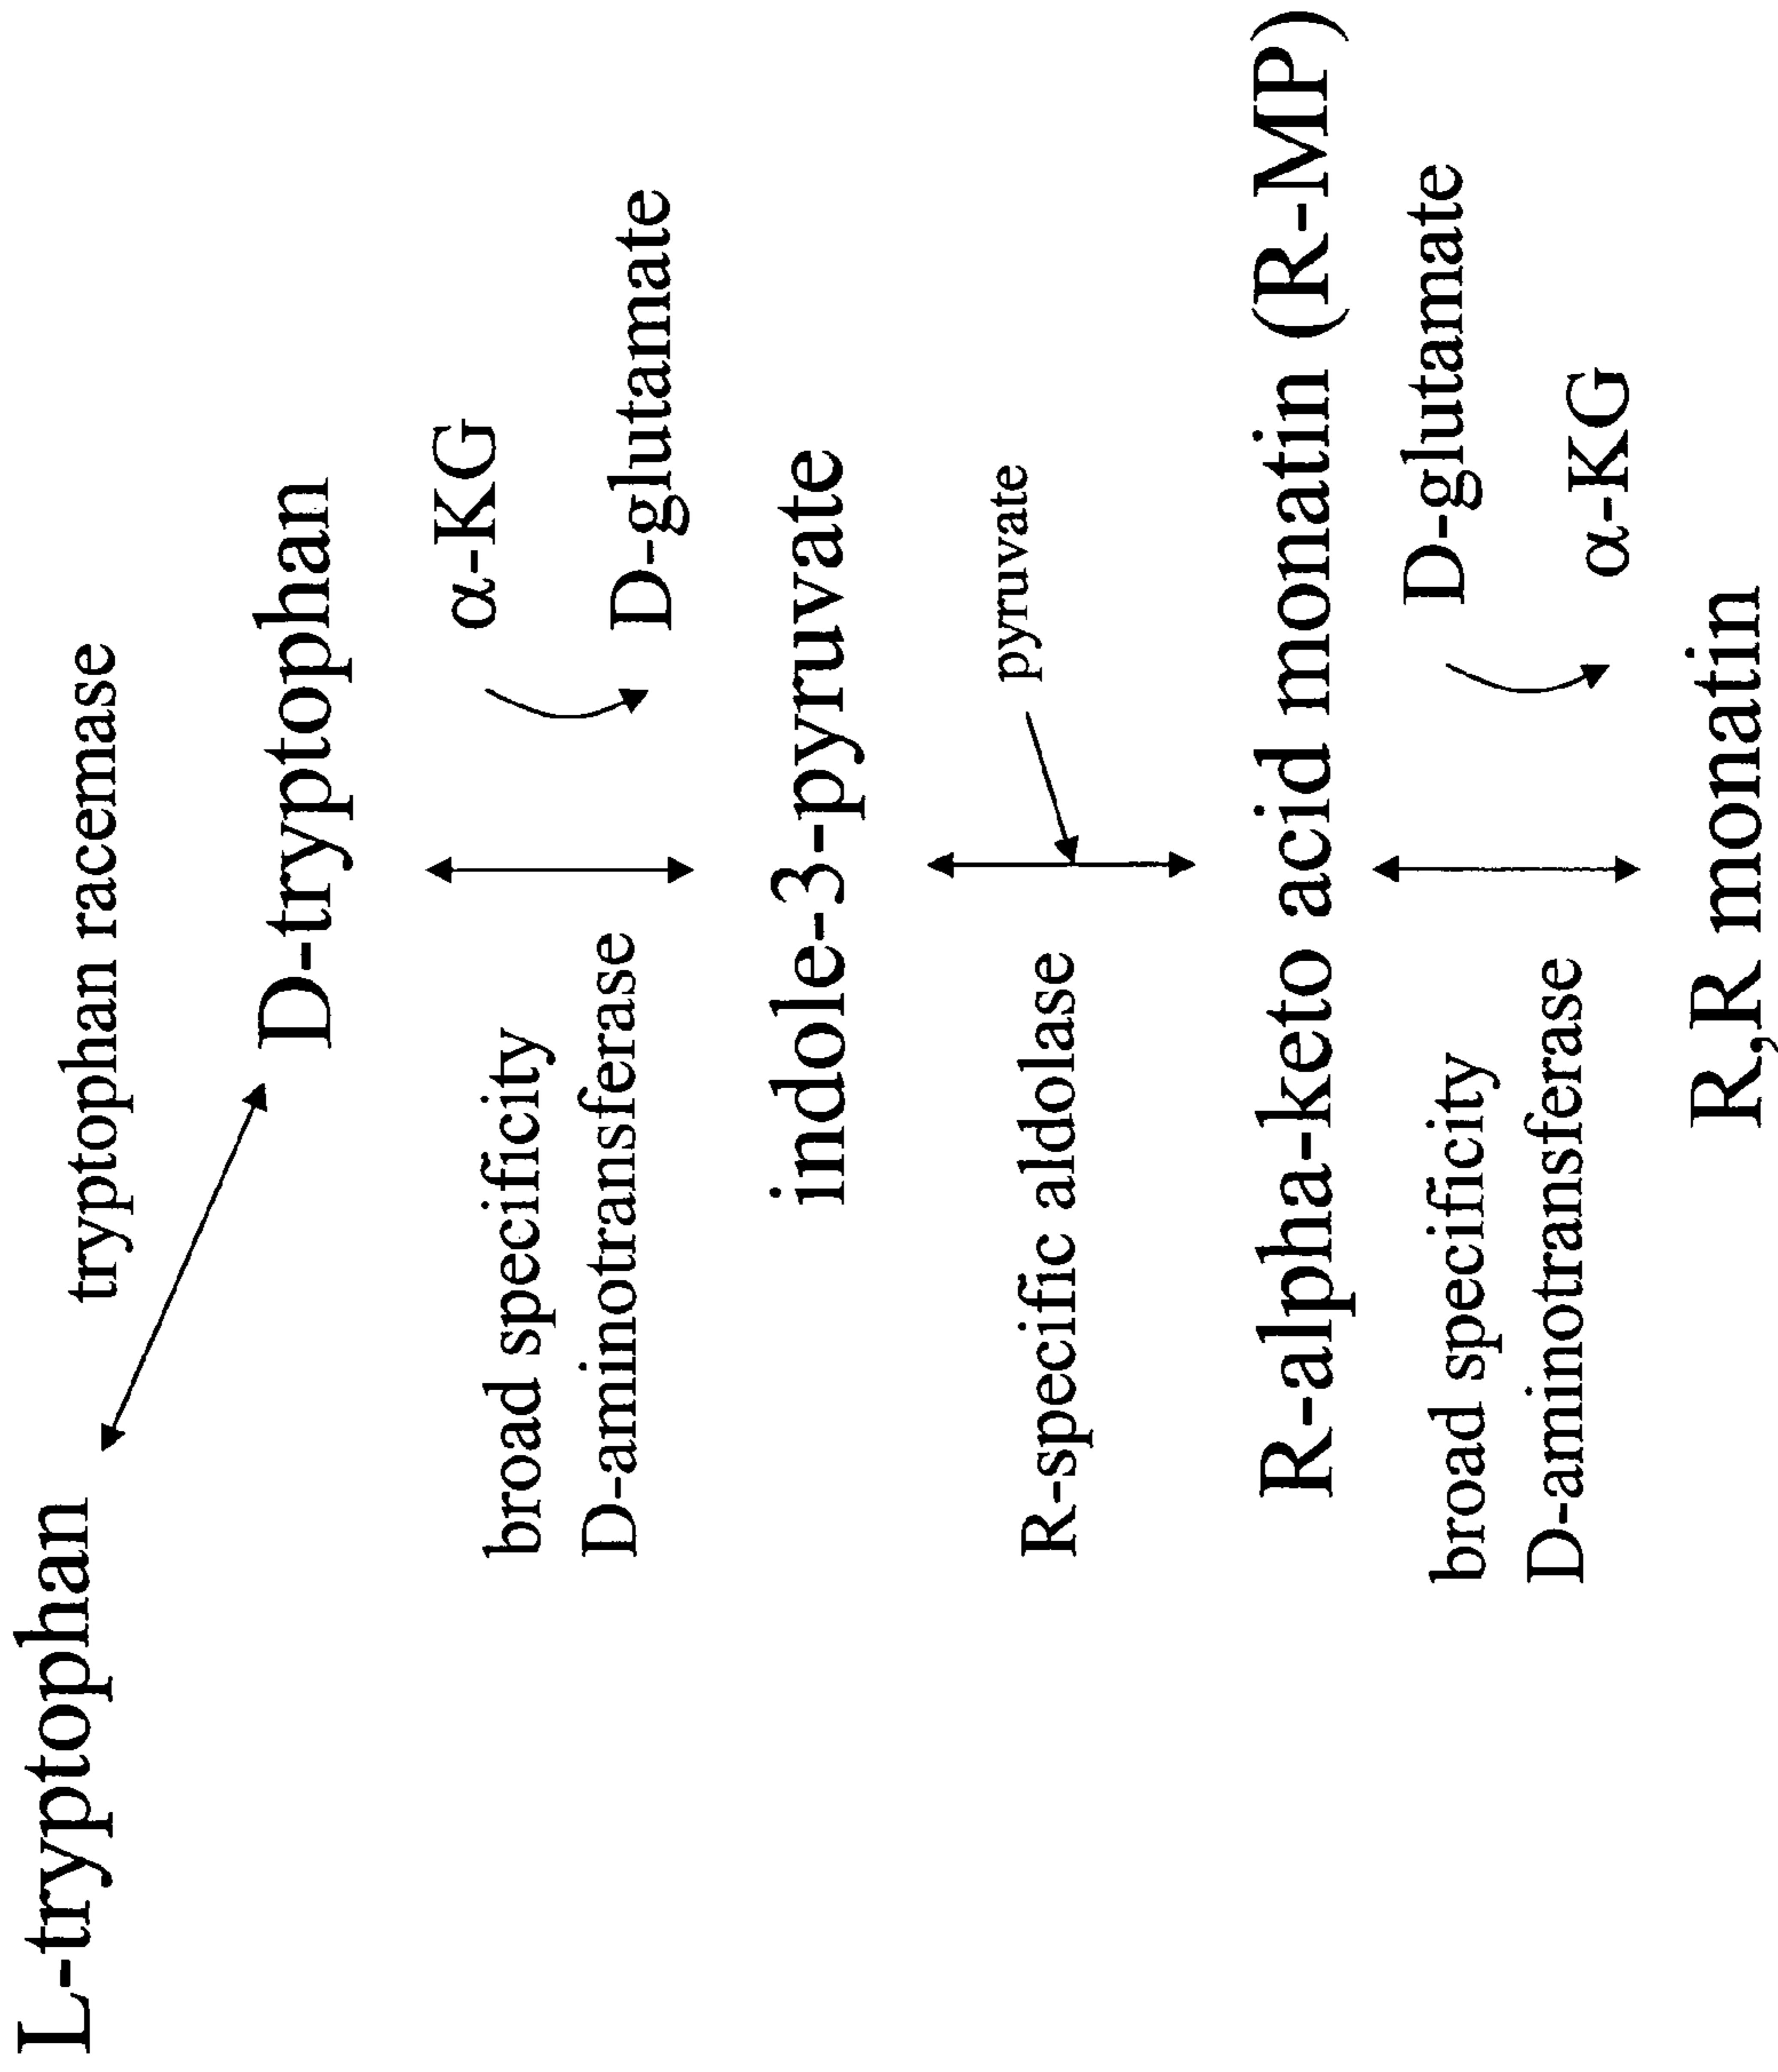 L-tryptophan
tryptophan racemase
D-tryptophan
broad specificity
D-aminotransferase
α-KG
D-glutamate
indole-3-pyruvate
R-specific aldolase
pyruvate
R-alpha-keto acid monatin (R-MP)
broad specificity
D-aminotransferase
D-glutamate
α-KG
R,R monatin